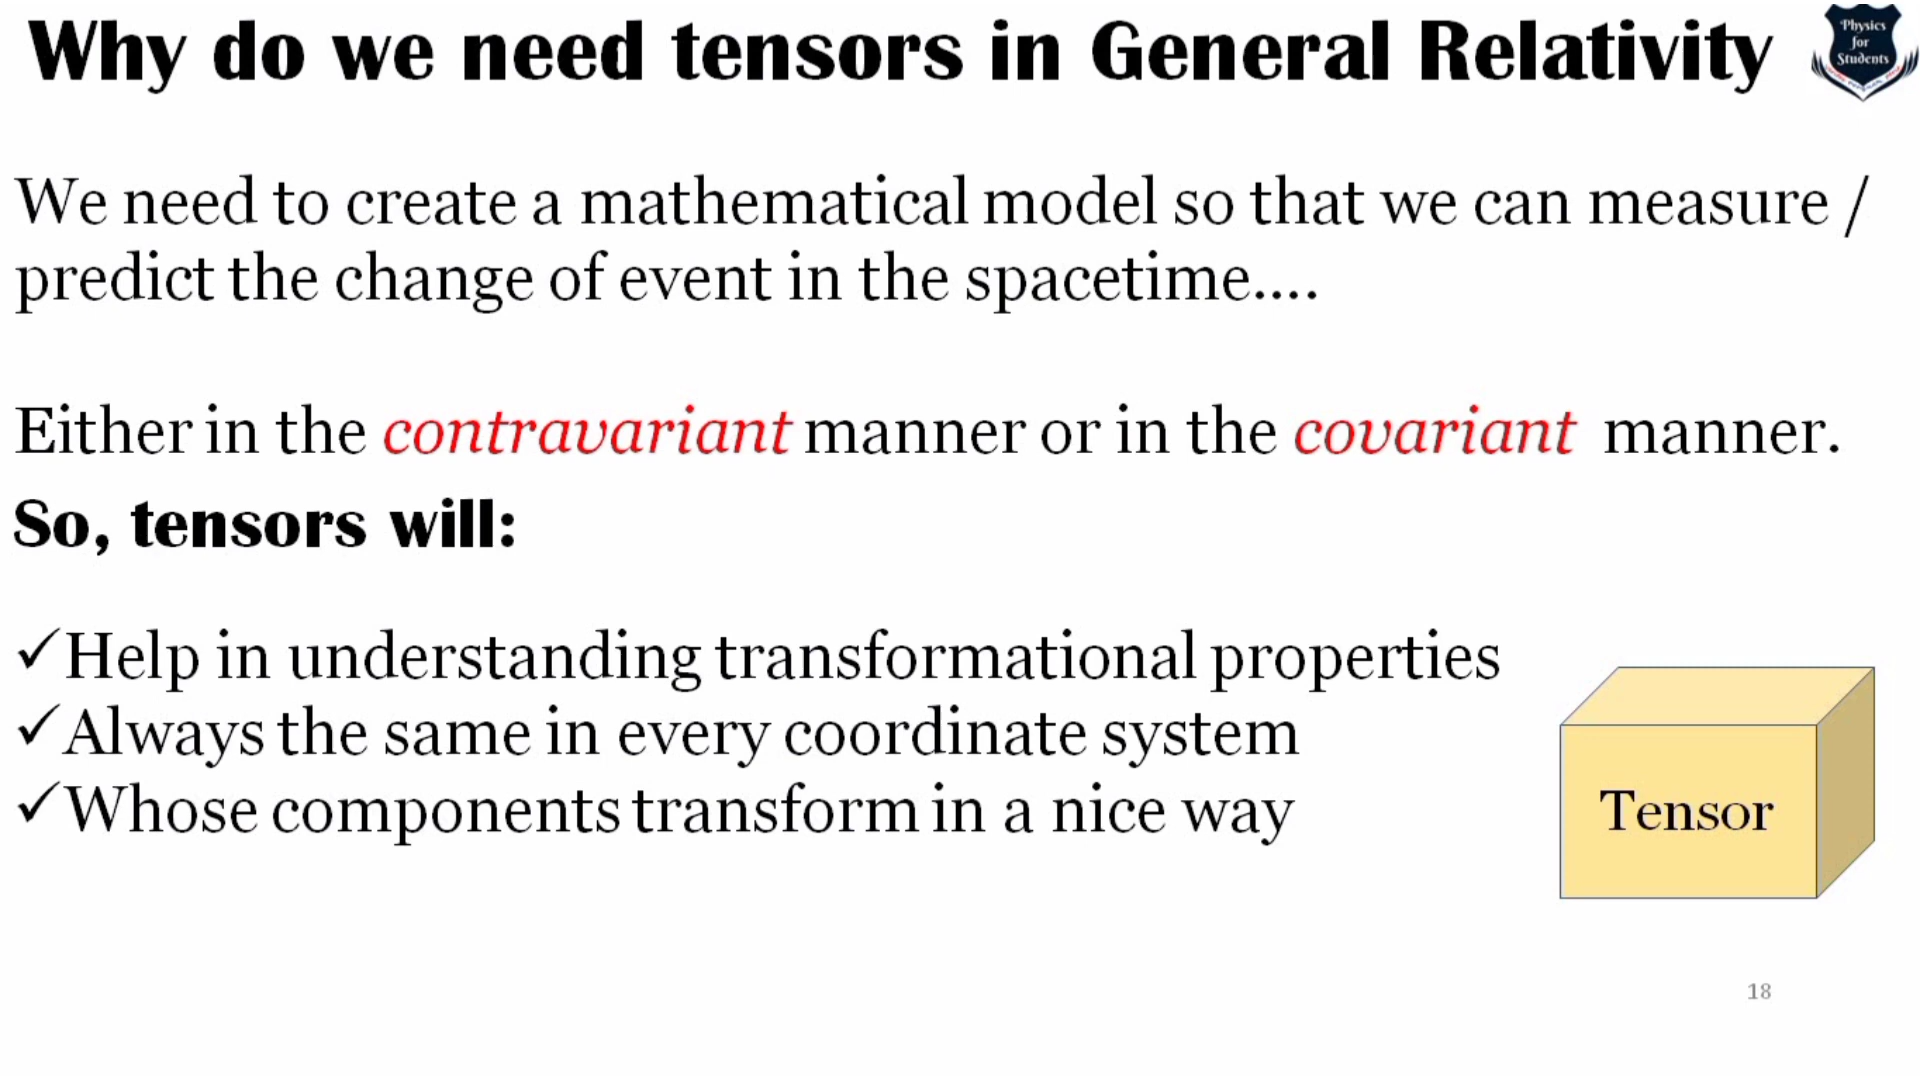 Why do we need tensors in General Relativity
Physics
for
Students
We need to create a mathematical model so that we can measure /
predict the change of event in the spacetime....
Either in the contravariant manner or in the covariant manner.
So, tensors will:
✓Help in understanding transformational properties
✓Always the same in every coordinate system
✓Whose components transform in a nice way
Tensor
18